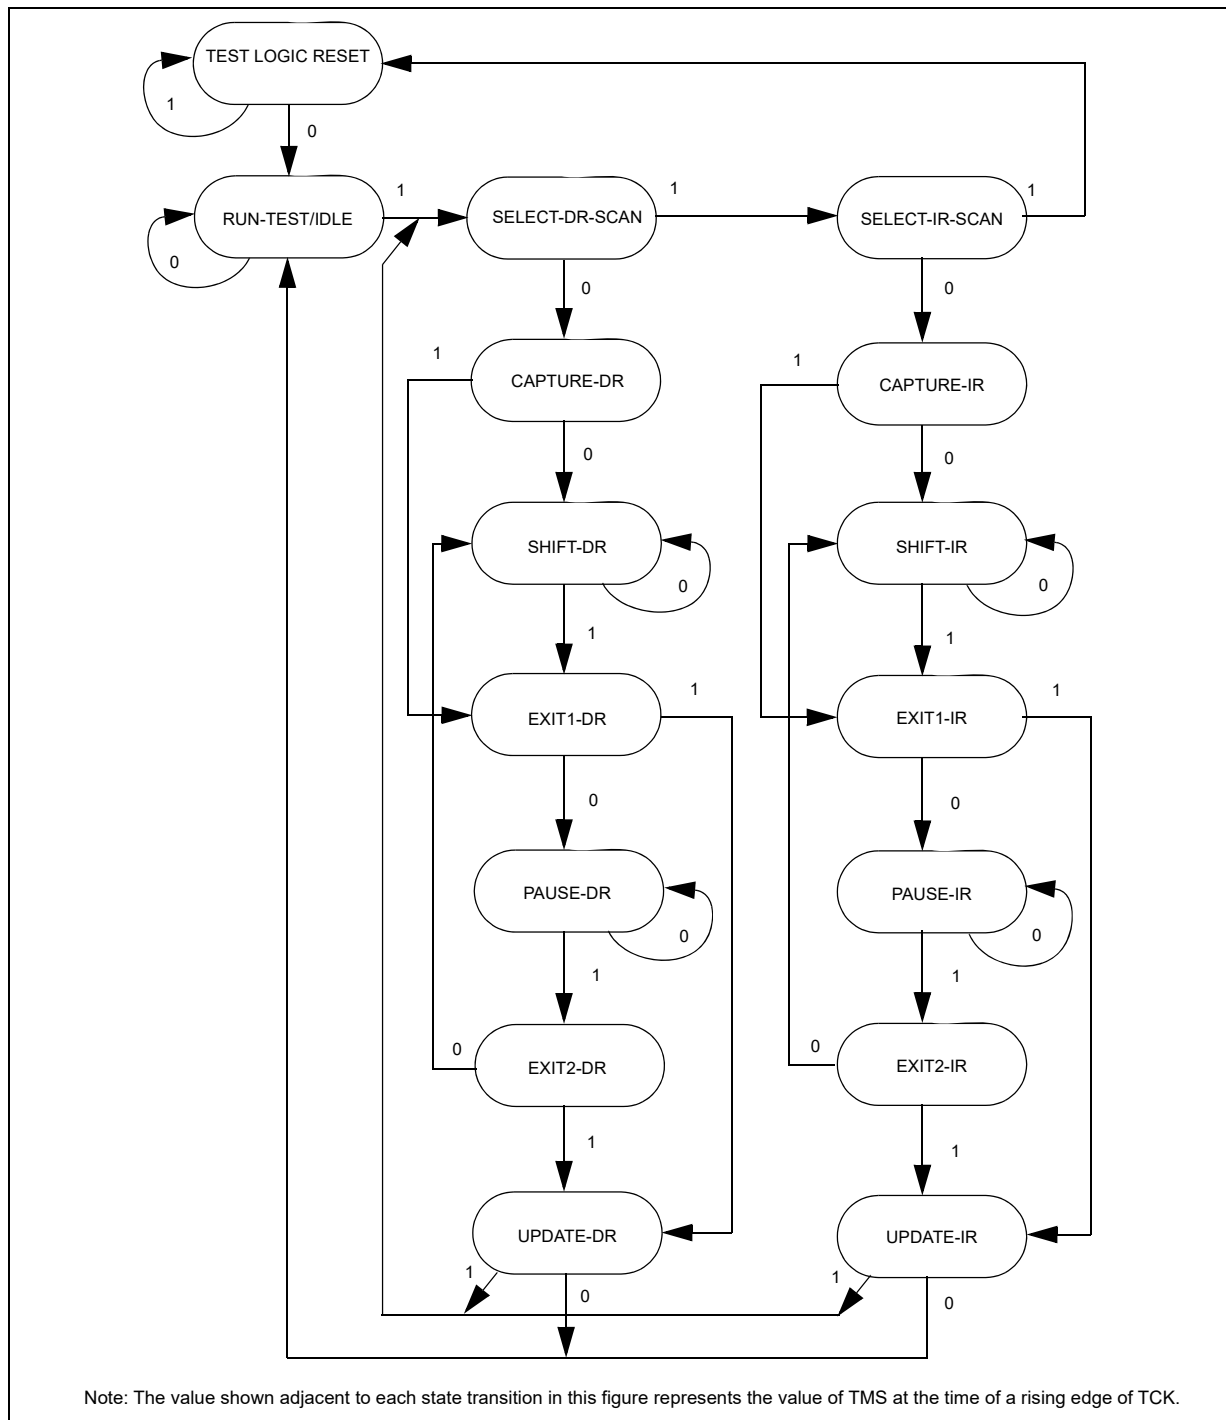 TEST LOGIC RESET
1
0
RUN-TEST/IDLE
1
SELECT-DR-SCAN
1
SELECT-IR-SCAN
1
0
0
0
1
CAPTURE-DR
1
CAPTURE-IR
0
0
SHIFT-DR
0
SHIFT-IR
0
1
1
EXIT1-DR
1
EXIT1-IR
1
0
0
PAUSE-DR
0
PAUSE-IR
0
1
1
0
EXIT2-DR
0
EXIT2-IR
1
1
UPDATE-DR
UPDATE-IR
1
0
1
0
Note: The value shown adjacent to each state transition in this figure represents the value of TMS at the time of a rising edge of TCK.